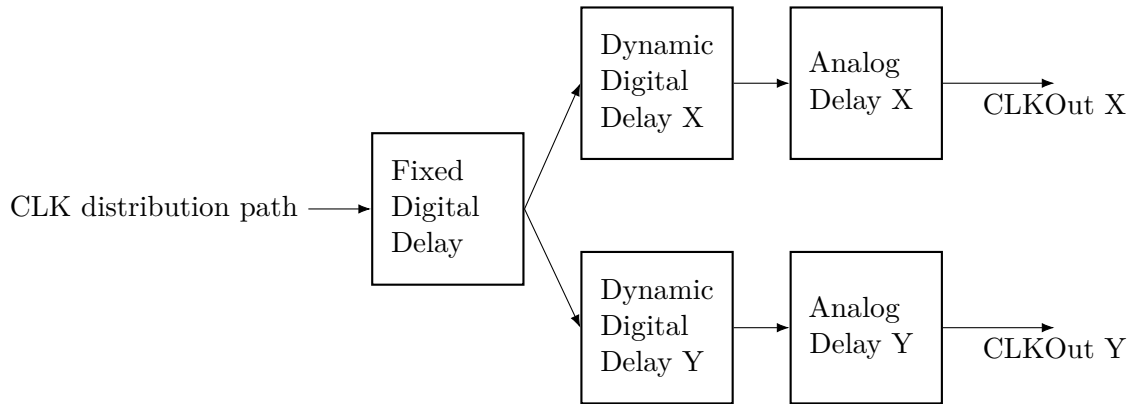 Dynamic
Digital
Delay X
Analog
Delay X
CLKOut X
CLK distribution path
Fixed
Digital
Delay
Dynamic
Digital
Delay Y
Analog
Delay Y
CLKOut Y